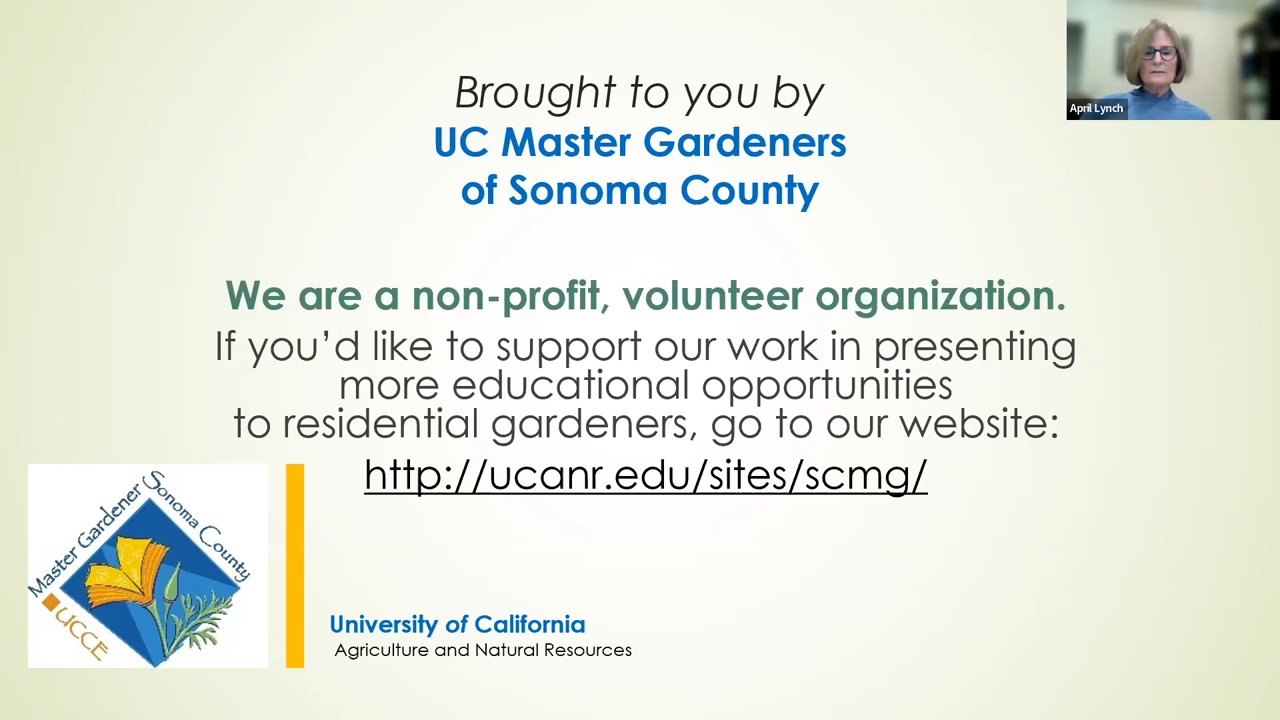 Brought to you by
UC Master Gardeners
of Sonoma County
April Lynch
We are a non-profit, volunteer organization.
If you’d like to support our work in presenting
more educational opportunities
to residential gardeners, go to our website:
http://ucanr.edu/sites/scmg/
Master Gardener Sonoma County
UCCE
University of California
Agriculture and Natural Resources